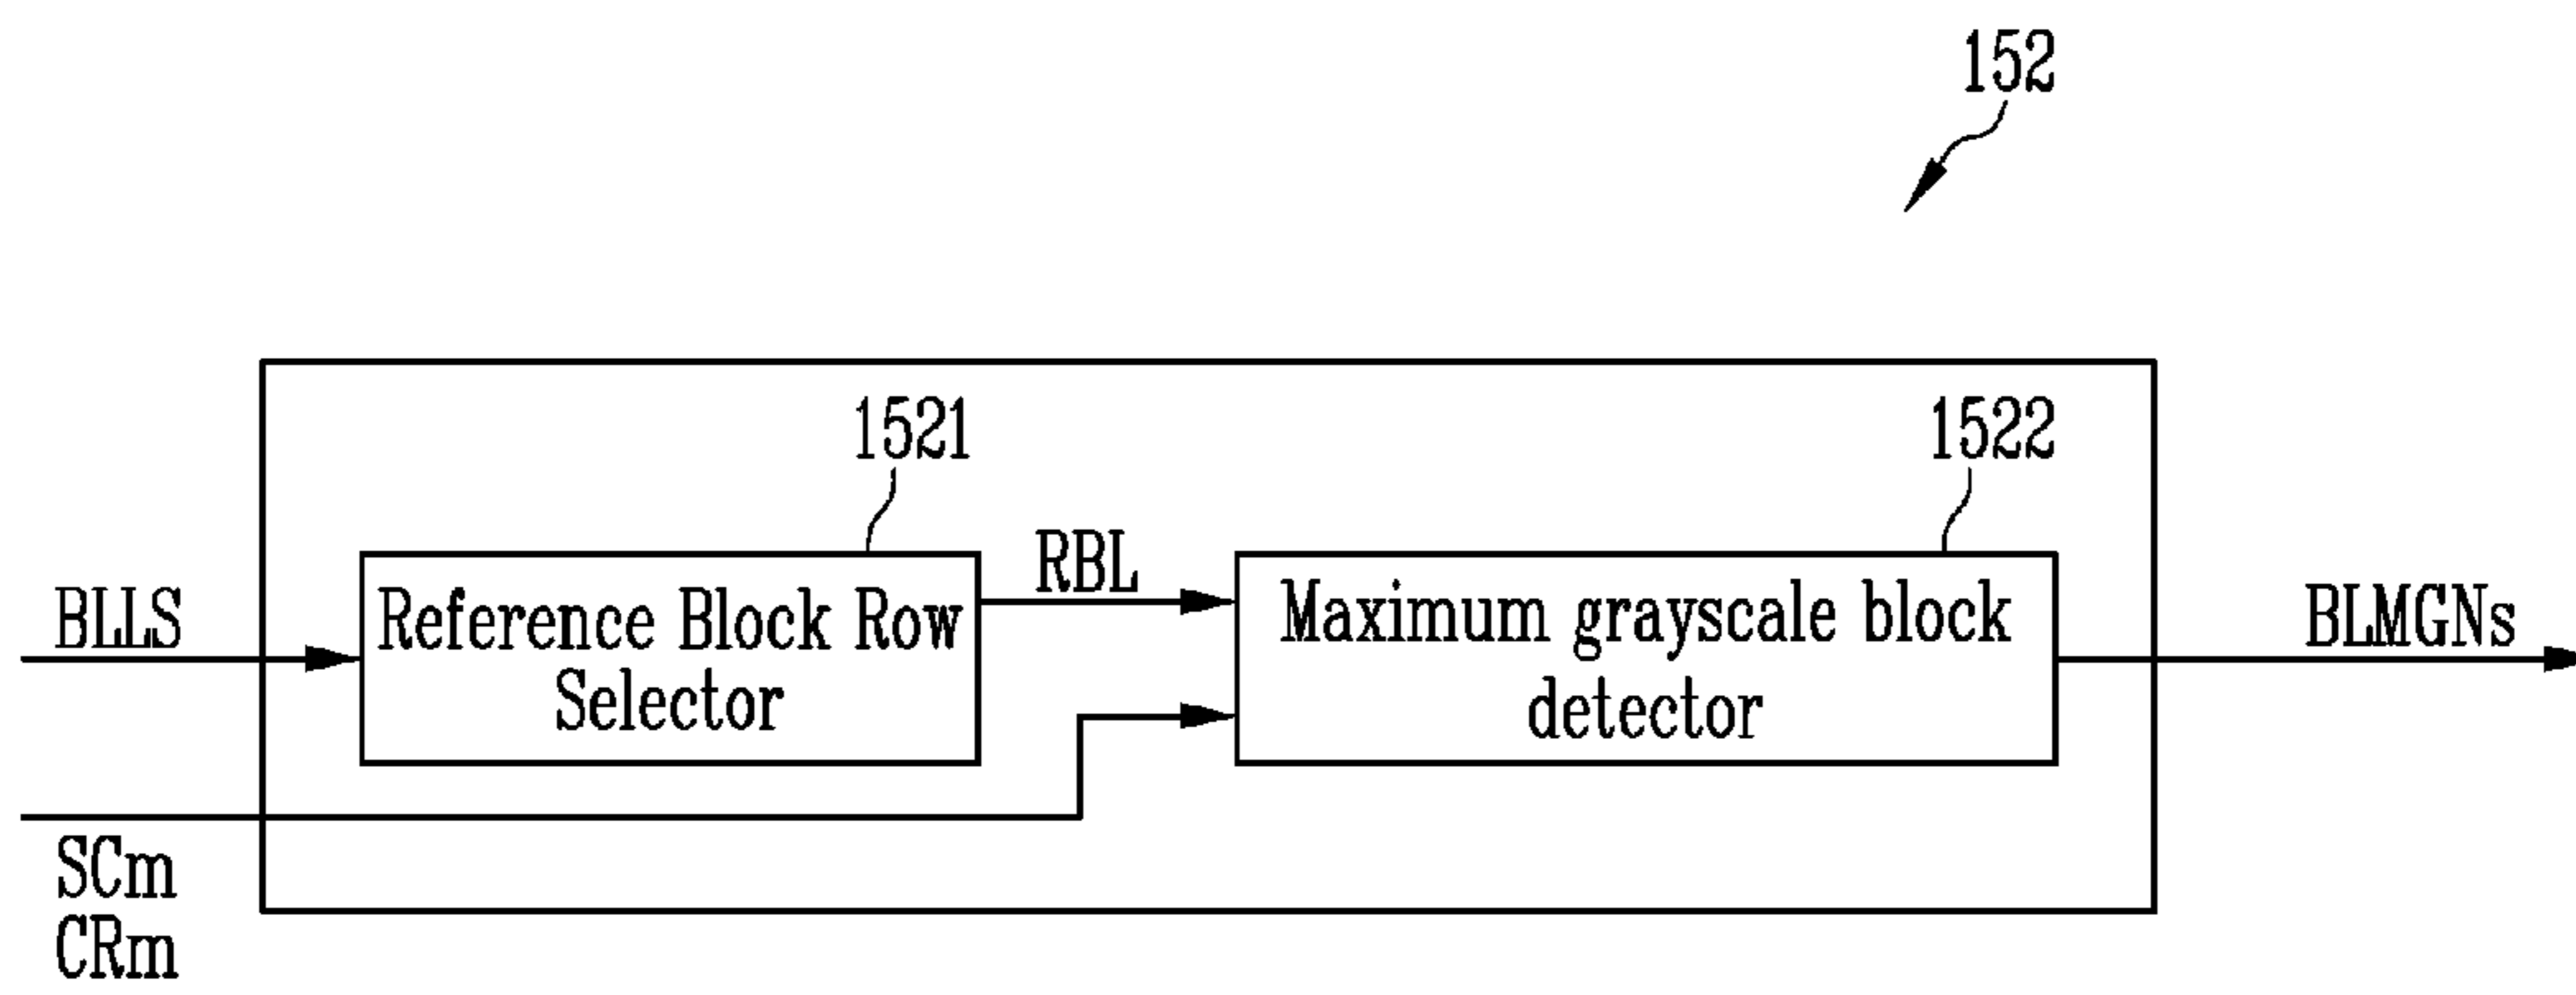 152
1521
1522
RBL
BLLS
Reference Block Row
Selector
Maximum grayscale block
detector
BLMGNs
SCm
CRm